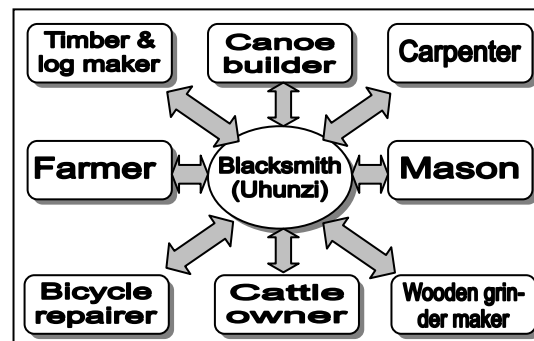 Timber &
log maker
Canoe
builder
Carpenter
Farmer
Blacksmith
(Uhunzi)
Mason
Bicycle
repairer
Cattle
owner
Wooden grin-
der maker